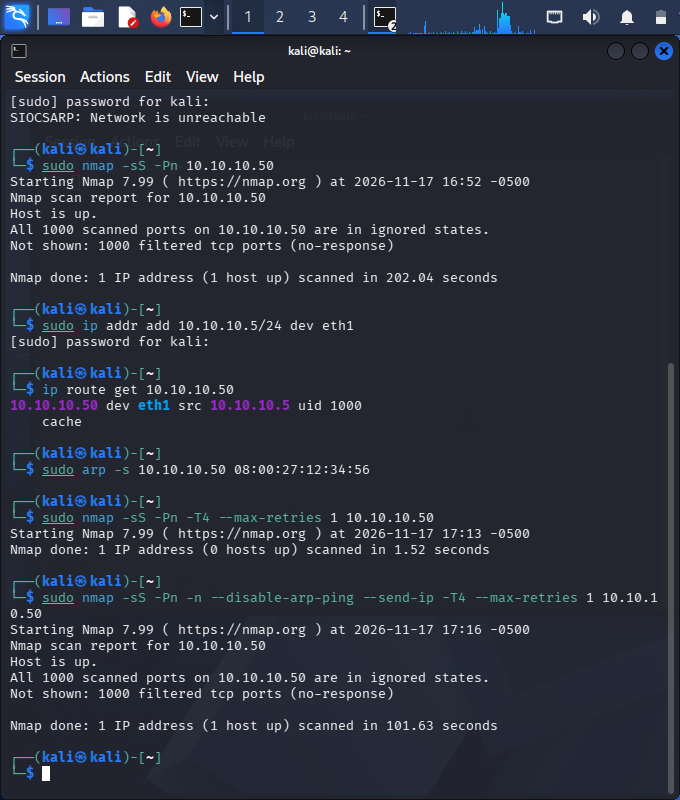 1 2 3 4 2
kali@kali: ~
Session Actions Edit View Help
[sudo] password for kali:
SIOCSARP: Network is unreachable
┌──(kali㉿kali)-[~]
└─$ sudo nmap -sS -Pn 10.10.10.50
Starting Nmap 7.99 ( https://nmap.org ) at 2026-11-17 16:52 -0500
Nmap scan report for 10.10.10.50
Host is up.
All 1000 scanned ports on 10.10.10.50 are in ignored states.
Not shown: 1000 filtered tcp ports (no-response)
Nmap done: 1 IP address (1 host up) scanned in 202.04 seconds
┌──(kali㉿kali)-[~]
└─$ sudo ip addr add 10.10.10.5/24 dev eth1
[sudo] password for kali:
┌──(kali㉿kali)-[~]
└─$ ip route get 10.10.10.50
10.10.10.50 dev eth1 src 10.10.10.5 uid 1000
    cache
┌──(kali㉿kali)-[~]
└─$ sudo arp -s 10.10.10.50 08:00:27:12:34:56
┌──(kali㉿kali)-[~]
└─$ sudo nmap -sS -Pn -T4 --max-retries 1 10.10.10.50
Starting Nmap 7.99 ( https://nmap.org ) at 2026-11-17 17:13 -0500
Nmap done: 1 IP address (0 hosts up) scanned in 1.52 seconds
┌──(kali㉿kali)-[~]
└─$ sudo nmap -sS -Pn -n --disable-arp-ping --send-ip -T4 --max-retries 1 10.10.1
0.50
Starting Nmap 7.99 ( https://nmap.org ) at 2026-11-17 17:16 -0500
Nmap scan report for 10.10.10.50
Host is up.
All 1000 scanned ports on 10.10.10.50 are in ignored states.
Not shown: 1000 filtered tcp ports (no-response)
Nmap done: 1 IP address (1 host up) scanned in 101.63 seconds
┌──(kali㉿kali)-[~]
└─$